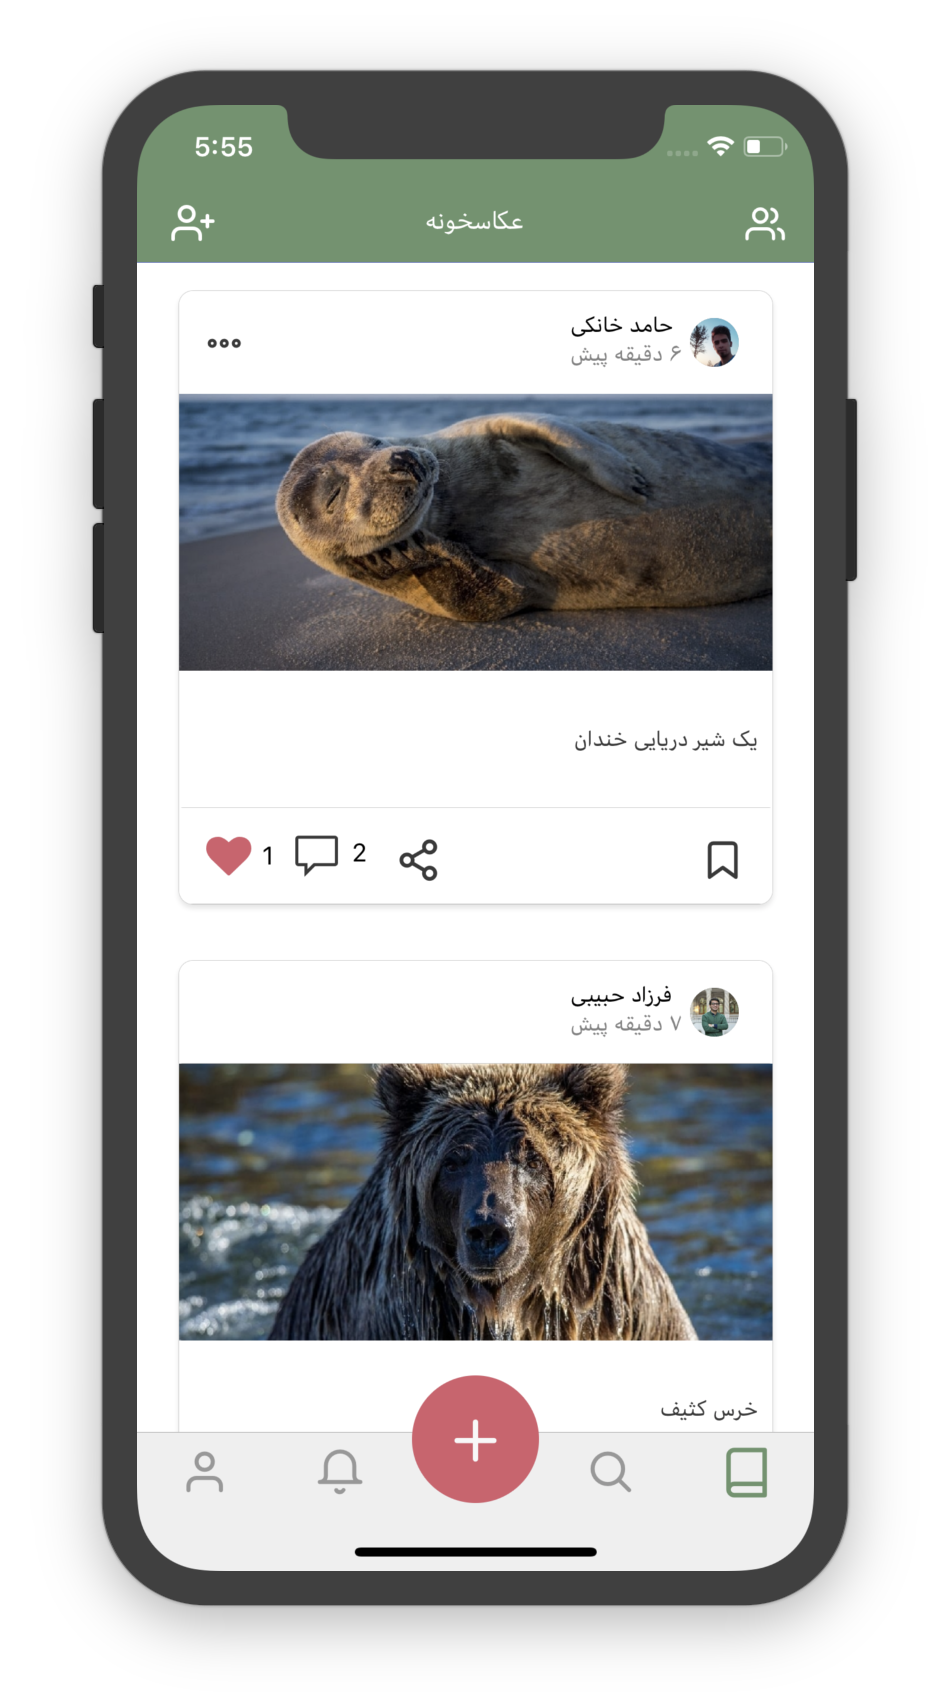 5:55
عکاسخونه
حامد خانکی
۶ دقیقه پیش
یک شیر دریایی خندان
1 2
فرزاد حبیبی
۷ دقیقه پیش
خرس کثیف